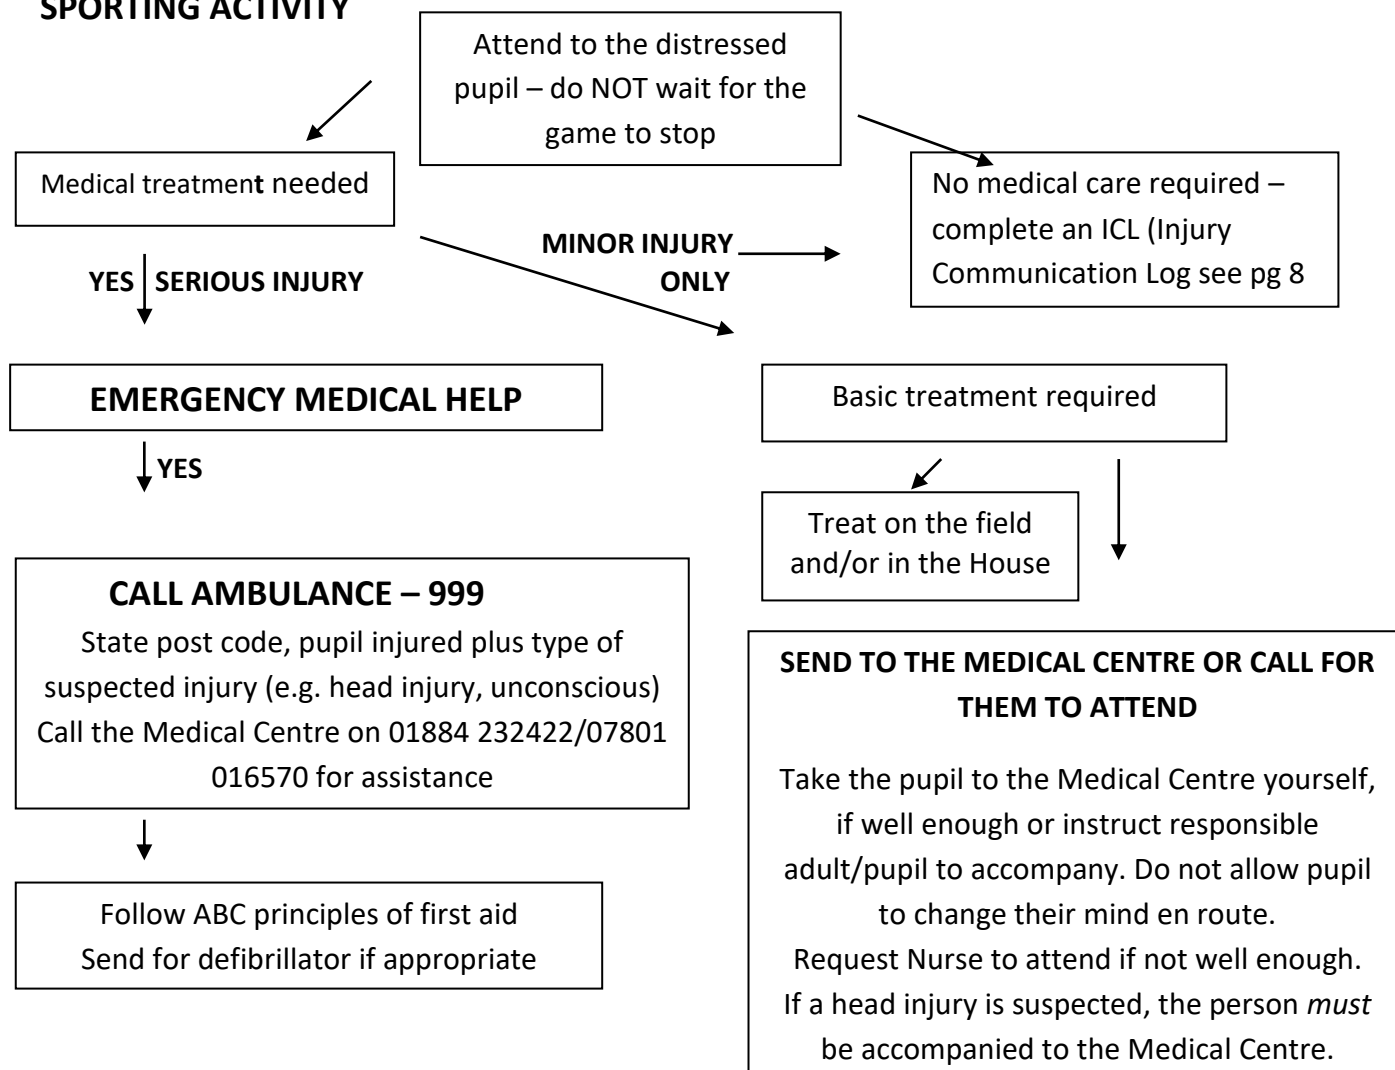 SPORTING ACTIVITY
Attend to the distressed
pupil – do NOT wait for the
game to stop
Medical treatment needed
No medical care required –
complete an ICL (Injury
Communication Log see pg 8
MINOR INJURY
ONLY
YES SERIOUS INJURY
EMERGENCY MEDICAL HELP
Basic treatment required
YES
Treat on the field
and/or in the House
CALL AMBULANCE – 999
State post code, pupil injured plus type of
suspected injury (e.g. head injury, unconscious)
Call the Medical Centre on 01884 232422/07801
016570 for assistance
SEND TO THE MEDICAL CENTRE OR CALL FOR
THEM TO ATTEND
Take the pupil to the Medical Centre yourself,
if well enough or instruct responsible
adult/pupil to accompany. Do not allow pupil
to change their mind en route.
Request Nurse to attend if not well enough.
If a head injury is suspected, the person must
be accompanied to the Medical Centre.
Follow ABC principles of first aid
Send for defibrillator if appropriate